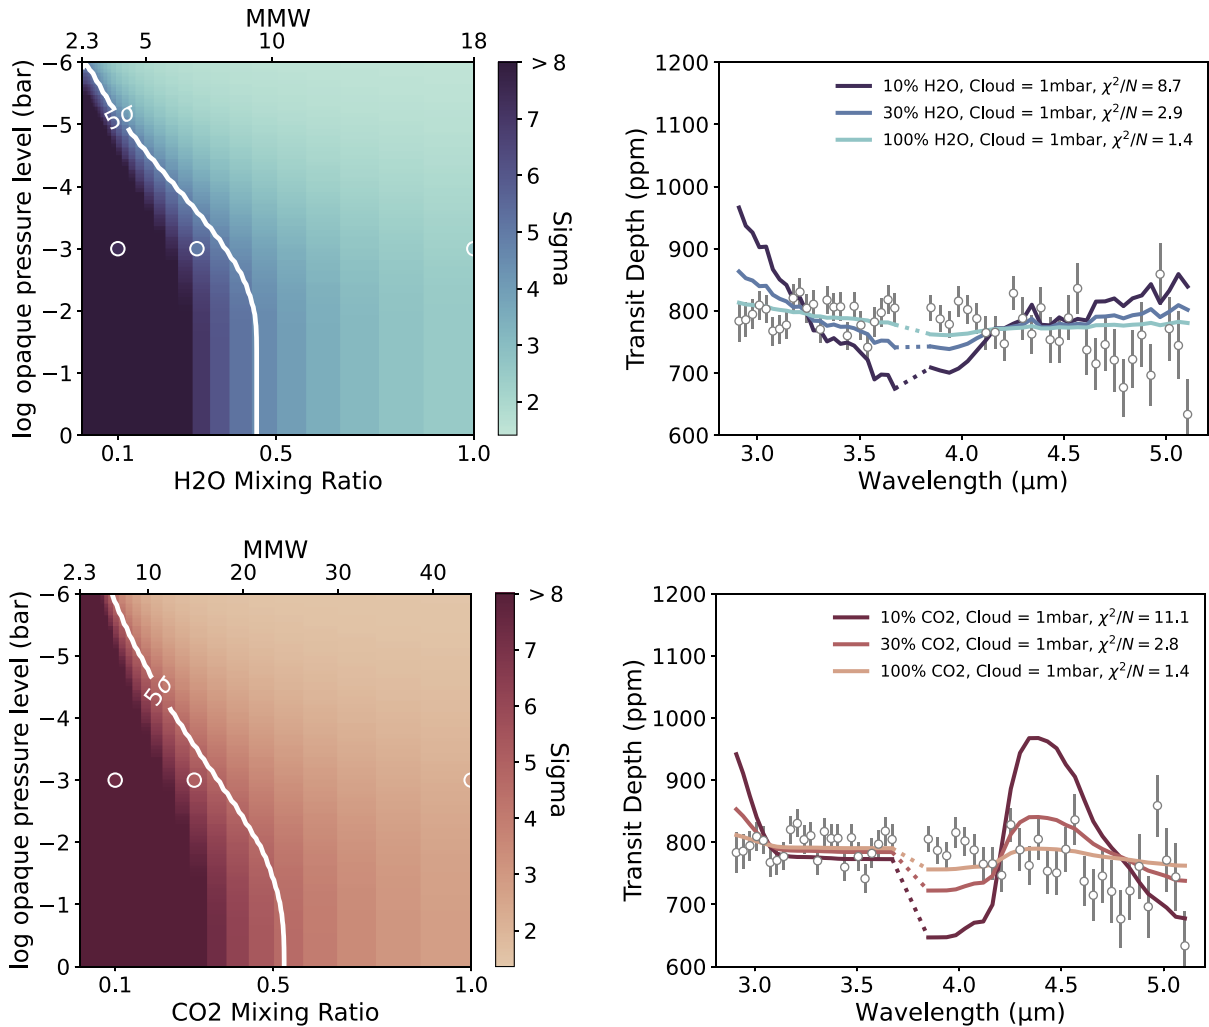 MMW
2.3 5 10 18
−6
−5
−4
−3
−2
−1
0
log opaque pressure level (bar)
5σ
0.1 0.5 1.0
H2O Mixing Ratio
> 8
7
6
5
4
3
2
Sigma
1200
1100
1000
900
800
700
600
Transit Depth (ppm)
10% H2O, Cloud = 1mbar, χ²/N = 8.7
30% H2O, Cloud = 1mbar, χ²/N = 2.9
100% H2O, Cloud = 1mbar, χ²/N = 1.4
3.0 3.5 4.0 4.5 5.0
Wavelength (μm)
MMW
2.3 10 20 30 40
−6
−5
−4
−3
−2
−1
0
log opaque pressure level (bar)
5σ
0.1 0.5 1.0
CO2 Mixing Ratio
> 8
7
6
5
4
3
2
Sigma
1200
1100
1000
900
800
700
600
Transit Depth (ppm)
10% CO2, Cloud = 1mbar, χ²/N = 11.1
30% CO2, Cloud = 1mbar, χ²/N = 2.8
100% CO2, Cloud = 1mbar, χ²/N = 1.4
3.0 3.5 4.0 4.5 5.0
Wavelength (μm)